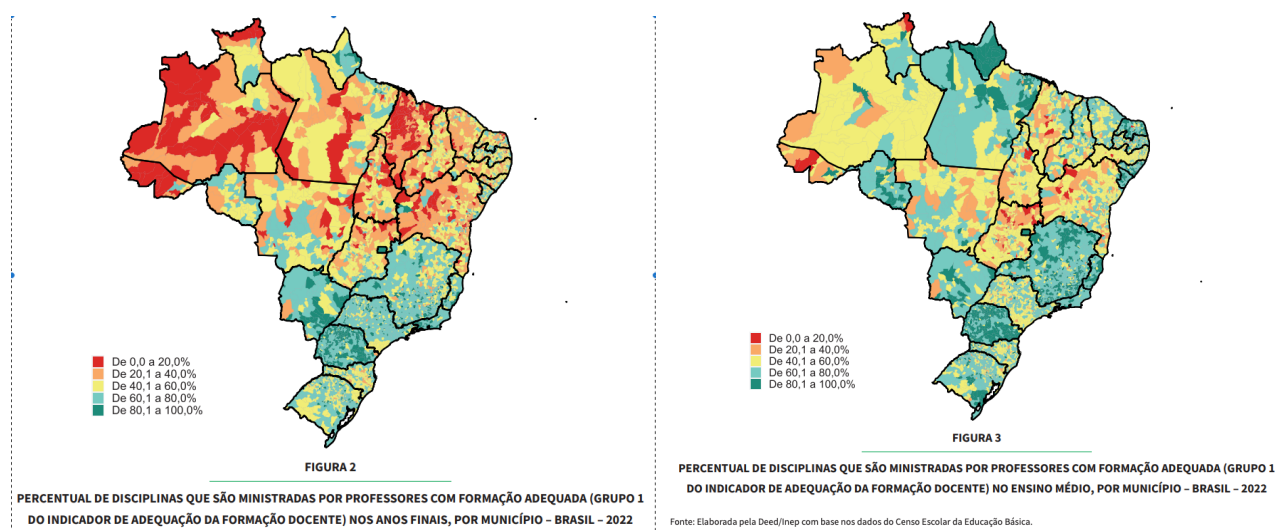 De 0,0 a 20,0%
De 20,1 a 40,0%
De 40,1 a 60,0%
De 60,1 a 80,0%
De 80,1 a 100,0%
FIGURA 2
PERCENTUAL DE DISCIPLINAS QUE SÃO MINISTRADAS POR PROFESSORES COM FORMAÇÃO ADEQUADA (GRUPO 1
DO INDICADOR DE ADEQUAÇÃO DA FORMAÇÃO DOCENTE) NOS ANOS FINAIS, POR MUNICÍPIO – BRASIL – 2022
De 0,0 a 20,0%
De 20,1 a 40,0%
De 40,1 a 60,0%
De 60,1 a 80,0%
De 80,1 a 100,0%
FIGURA 3
PERCENTUAL DE DISCIPLINAS QUE SÃO MINISTRADAS POR PROFESSORES COM FORMAÇÃO ADEQUADA (GRUPO 1
DO INDICADOR DE ADEQUAÇÃO DA FORMAÇÃO DOCENTE) NO ENSINO MÉDIO, POR MUNICÍPIO – BRASIL – 2022
Fonte: Elaborada pela Deed/Inep com base nos dados do Censo Escolar da Educação Básica.